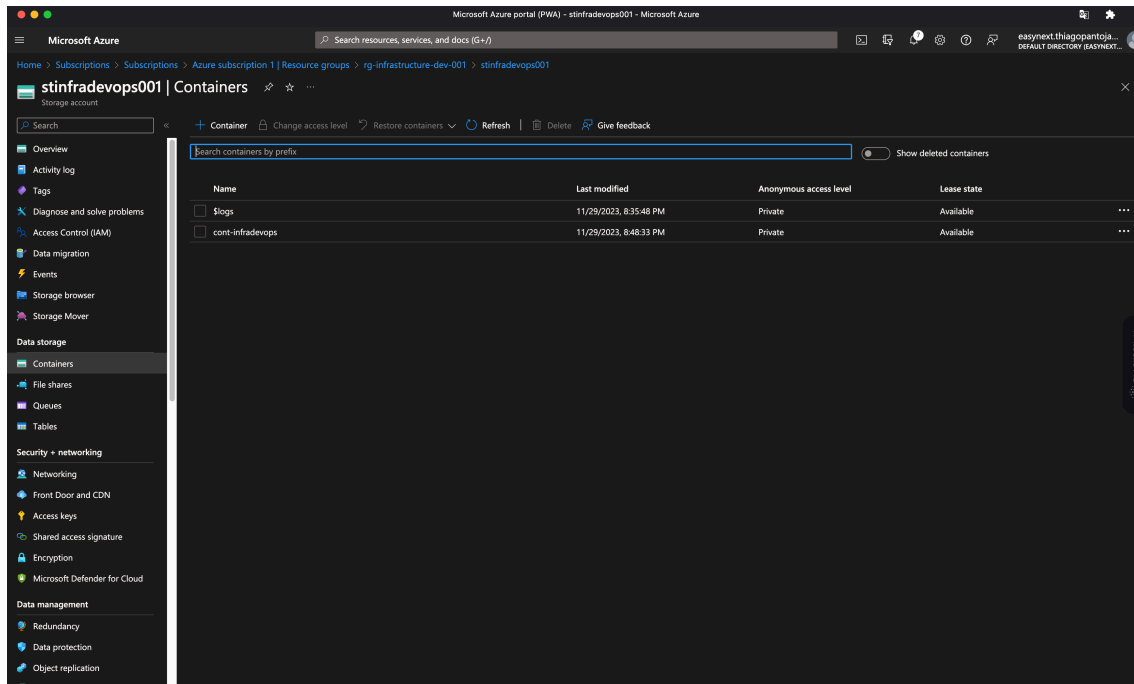 Microsoft Azure portal (PWA) - stinfradevops001 - Microsoft Azure
Microsoft Azure
Search resources, services, and docs (G+/)
easynext.thiagopantoja...
DEFAULT DIRECTORY (EASYNEXT...
Home > Subscriptions > Subscriptions > Azure subscription 1 | Resource groups > rg-infrastructure-dev-001 > stinfradevops001
stinfradevops001 | Containers
Storage account
Search
Container Change access level Restore containers Refresh Delete Give feedback
Search containers by prefix
Show deleted containers
Overview
Activity log
Tags
Diagnose and solve problems
Access Control (IAM)
Data migration
Events
Storage browser
Storage Mover
Data storage
Containers
File shares
Queues
Tables
Security + networking
Networking
Front Door and CDN
Access keys
Shared access signature
Encryption
Microsoft Defender for Cloud
Data management
Redundancy
Data protection
Object replication
Name Last modified Anonymous access level Lease state
$logs 11/29/2023, 8:35:48 PM Private Available
cont-infradevops 11/29/2023, 8:48:33 PM Private Available